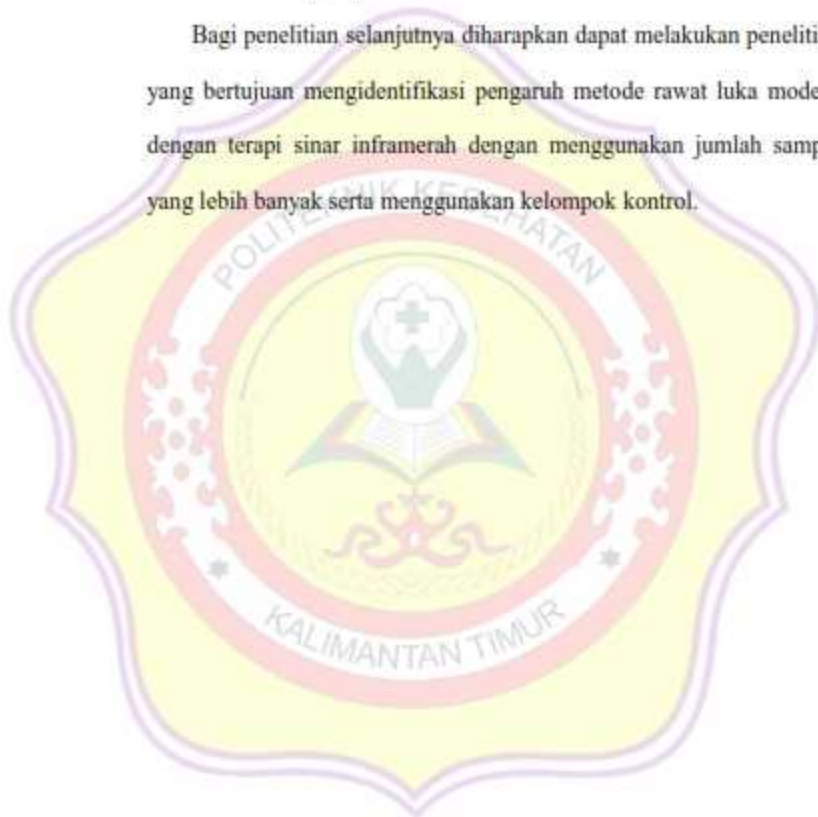 Bagi penelitian selanjutnya diharapkan dapat melakukan peneliti
yang bertujuan mengidentifikasi pengaruh metode rawat luka mode
dengan terapi sinar inframerah dengan menggunakan jumlah samp
yang lebih banyak serta menggunakan kelompok kontrol.
POLITEKNIK KESEHATAN
KALIMANTAN TIMUR